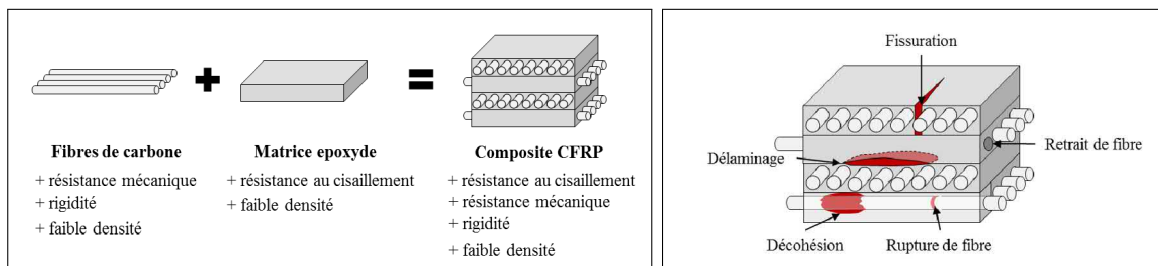 Fibres de carbone
+ résistance mécanique
+ rigidité
+ faible densité
Matrice epoxyde
+ résistance au cisaillement
+ faible densité
Composite CFRP
+ résistance au cisaillement
+ résistance mécanique
+ rigidité
+ faible densité
Fissuration
Retrait de fibre
Délaminage
Décohésion
Rupture de fibre